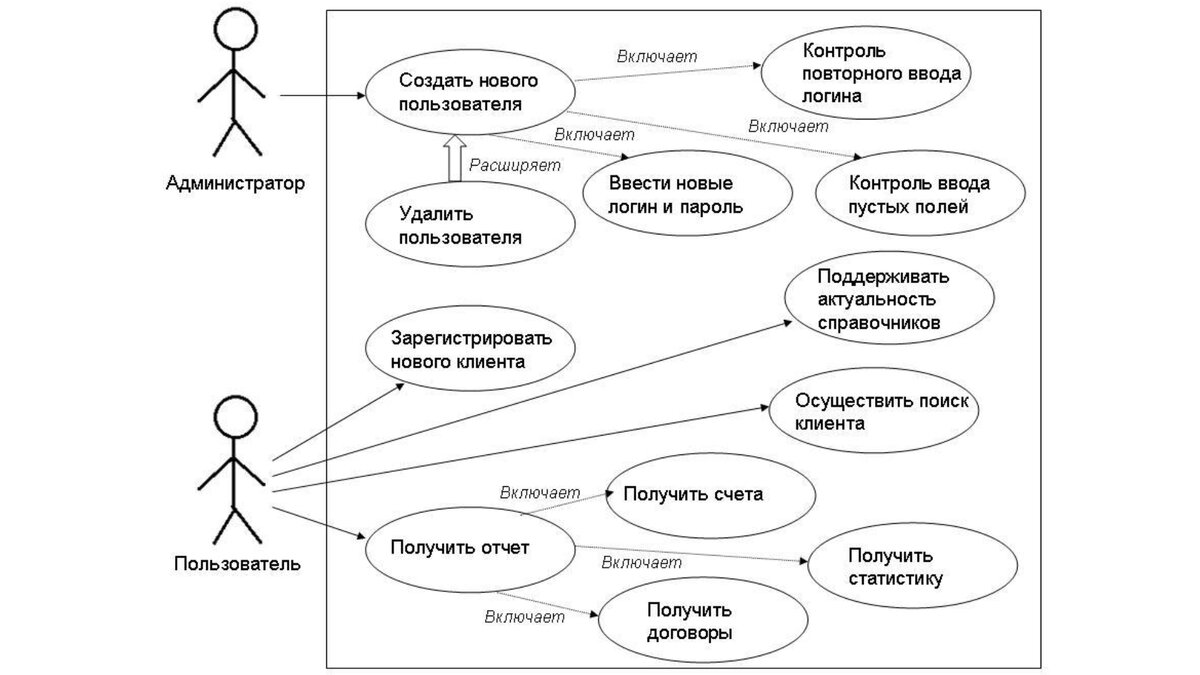 Администратор
Создать нового
пользователя
Включает
Контроль
повторного ввода
логина
Включает
Включает
Расширяет
Ввести новые
логин и пароль
Контроль ввода
пустых полей
Удалить
пользователя
Поддерживать
актуальность
справочников
Зарегистрировать
нового клиента
Осуществить поиск
клиента
Пользователь
Включает
Получить счета
Получить отчет
Включает
Получить
статистику
Включает
Получить
договоры